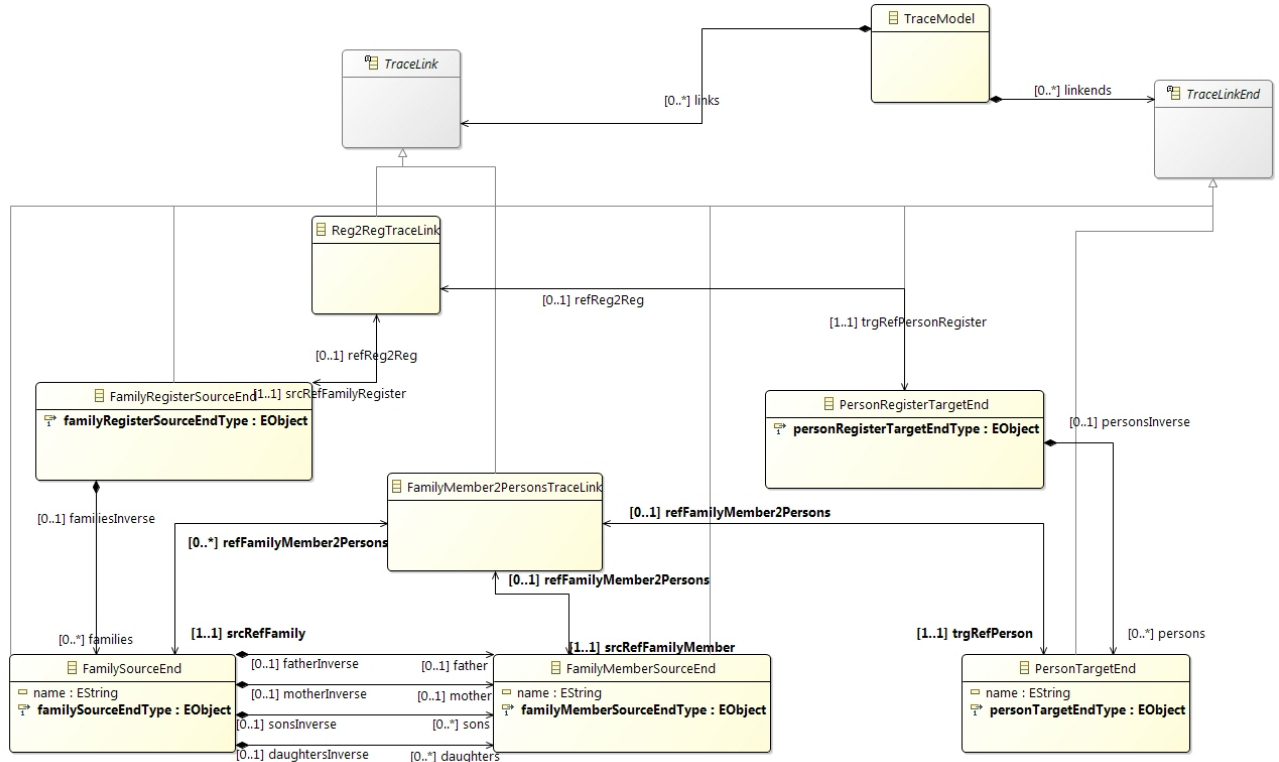 TraceModel
TraceLink
[0..*] linkends
TraceLinkEnd
[0..*] links
Reg2RegTraceLink
[0..1] refReg2Reg
[1..1] trgRefPersonRegister
[0..1] refReg2Reg
FamilyRegisterSourceEnd
[1..1] srcRefFamilyRegister
familyRegisterSourceEndType : EObject
PersonRegisterTargetEnd
personRegisterTargetEndType : EObject
[0..1] personsInverse
FamilyMember2PersonsTraceLink
[0..1] familiesInverse
[0..1] refFamilyMember2Persons
[0..*] refFamilyMember2Persons
[0..1] refFamilyMember2Persons
[0..*] families
[1..1] srcRefFamily
[1..1] srcRefFamilyMember
[1..1] trgRefPerson
[0..*] persons
FamilySourceEnd
name : EString
familySourceEndType : EObject
[0..1] fatherInverse
[0..1] father
[0..1] motherInverse
[0..1] mother
[0..1] sonsInverse
[0..*] sons
[0..1] daughtersInverse
[0..*] daughters
FamilyMemberSourceEnd
name : EString
familyMemberSourceEndType : EObject
PersonTargetEnd
name : EString
personTargetEndType : EObject